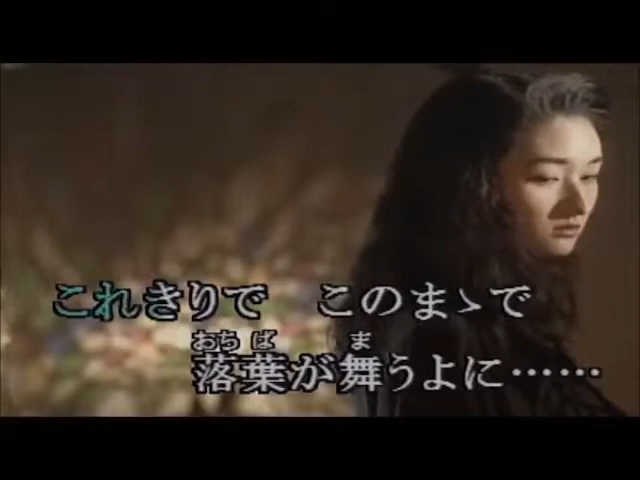 これきりで　このまゝで
おちば　ま
落葉が舞うよに……